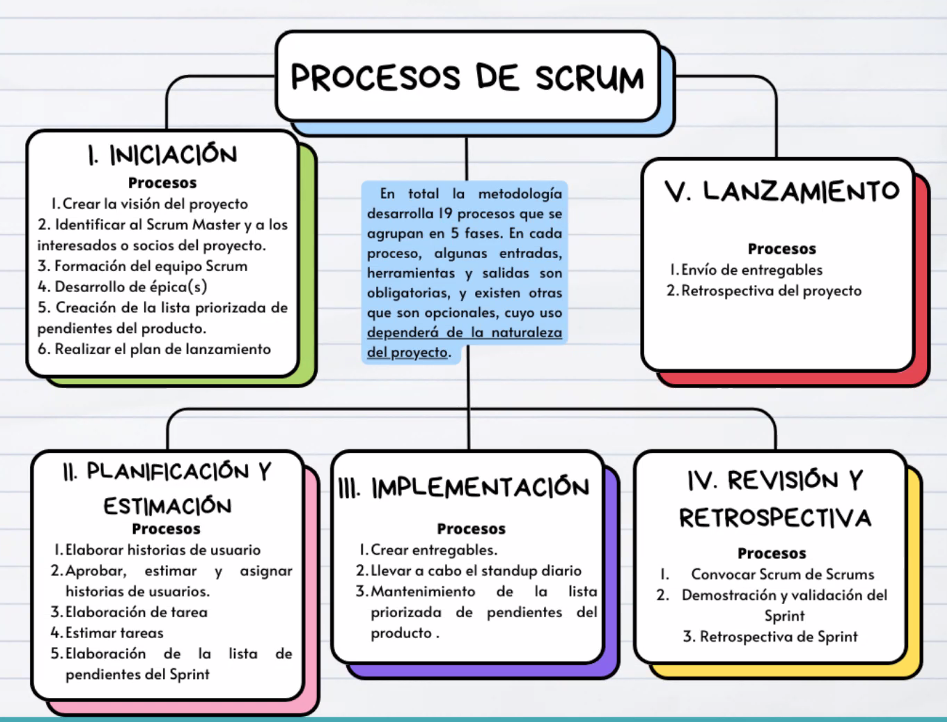 PROCESOS DE SCRUM
I. INICIACIÓN
Procesos
1. Crear la visión del proyecto
2. Identificar al Scrum Master y a los
interesados o socios del proyecto.
3. Formación del equipo Scrum
4. Desarrollo de épica(s)
5. Creación de la lista priorizada de
pendientes del producto.
6. Realizar el plan de lanzamiento
En total la metodología
desarrolla 19 procesos que se
agrupan en 5 fases. En cada
proceso, algunas entradas,
herramientas y salidas son
obligatorias, y existen otras
que son opcionales, cuyo uso
dependerá de la naturaleza
del proyecto.
V. LANZAMIENTO
Procesos
1. Envío de entregables
2. Retrospectiva del proyecto
II. PLANIFICACIÓN Y
ESTIMACIÓN
Procesos
1. Elaborar historias de usuario
2. Aprobar, estimar y asignar
historias de usuarios.
3. Elaboración de tarea
4. Estimar tareas
5. Elaboración de la lista de
pendientes del Sprint
III. IMPLEMENTACIÓN
Procesos
1. Crear entregables.
2. Llevar a cabo el standup diario
3. Mantenimiento de la lista
priorizada de pendientes del
producto .
IV. REVISIÓN Y
RETROSPECTIVA
Procesos
1. Convocar Scrum de Scrums
2. Demostración y validación del
Sprint
3. Retrospectiva de Sprint